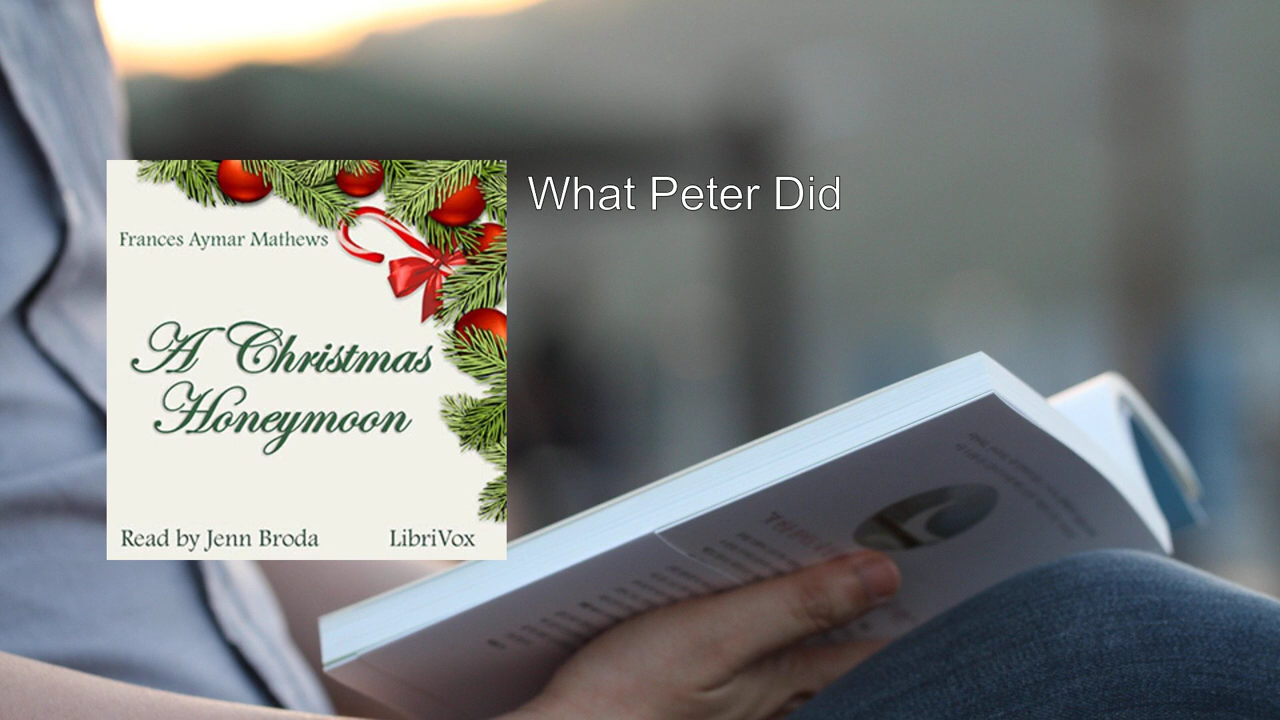 What Peter Did
Frances Aymar Mathews
A Christmas
Honeymoon
Read by Jenn Broda LibriVox